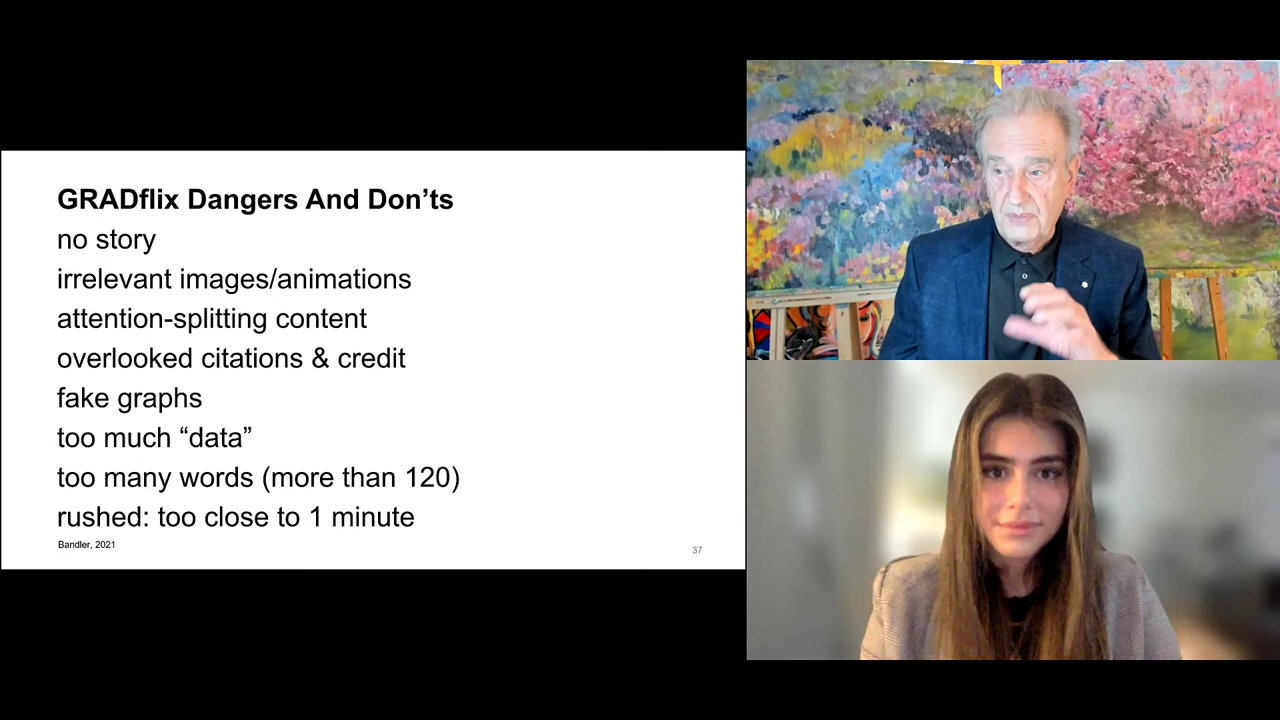 GRADflix Dangers And Don’ts
no story
irrelevant images/animations
attention-splitting content
overlooked citations & credit
fake graphs
too much “data”
too many words (more than 120)
rushed: too close to 1 minute
Bandler, 2021
37